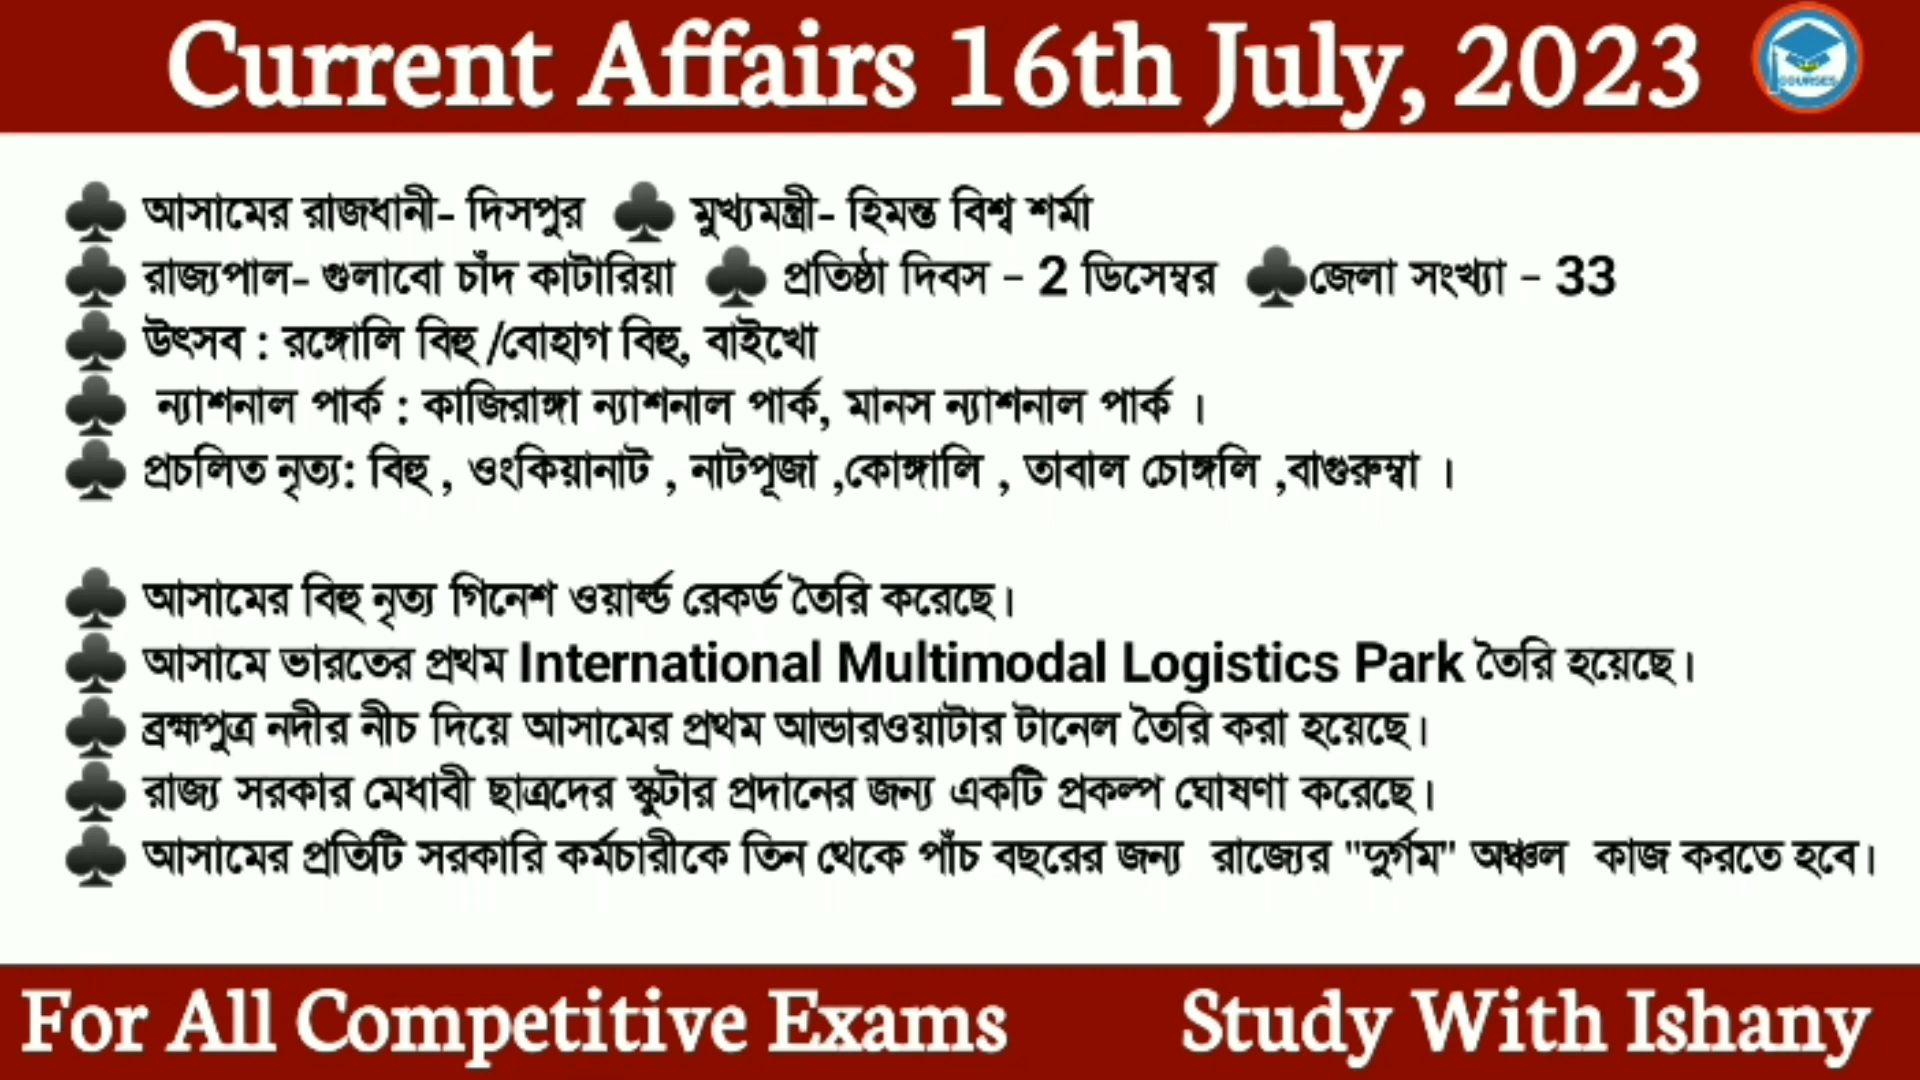 Current Affairs 16th July, 2023
COURSES
♣ আসামের রাজধানী- দিসপুর ♣ মুখ্যমন্ত্রী- হিমন্ত বিশ্ব শর্মা
♣ রাজ্যপাল- গুলাবো চাঁদ কাটারিয়া ♣ প্রতিষ্ঠা দিবস – 2 ডিসেম্বর ♣জেলা সংখ্যা – 33
♣ উৎসব : রঙ্গোলি বিহু /বোহাগ বিহু, বাইখো
♣ ন্যাশনাল পার্ক : কাজিরাঙ্গা ন্যাশনাল পার্ক, মানস ন্যাশনাল পার্ক ।
♣ প্রচলিত নৃত্য: বিহু , ওংকিয়ানাট , নাটপূজা ,কোঙ্গালি , তাবাল চোঙ্গলি ,বাগুরুম্বা ।
♣ আসামের বিহু নৃত্য গিনেশ ওয়ার্ল্ড রেকর্ড তৈরি করেছে।
♣ আসামে ভারতের প্রথম International Multimodal Logistics Park তৈরি হয়েছে।
♣ ব্রহ্মপুত্র নদীর নীচ দিয়ে আসামের প্রথম আন্ডারওয়াটার টানেল তৈরি করা হয়েছে।
♣ রাজ্য সরকার মেধাবী ছাত্রদের স্কুটার প্রদানের জন্য একটি প্রকল্প ঘোষণা করেছে।
♣ আসামের প্রতিটি সরকারি কর্মচারীকে তিন থেকে পাঁচ বছরের জন্য রাজ্যের "দুর্গম" অঞ্চল কাজ করতে হবে।
For All Competitive Exams Study With Ishany